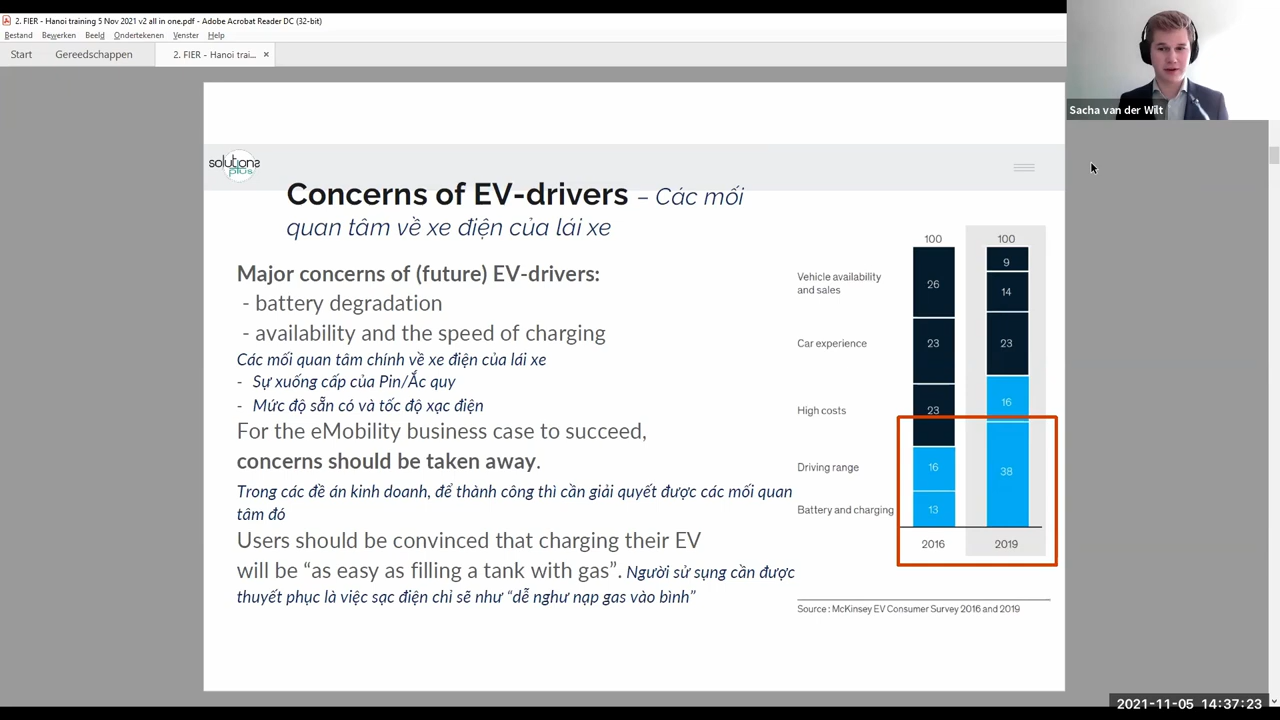 2. FIER - Hanoi training 5 Nov 2021 v2 all in one.pdf - Adobe Acrobat Reader DC (32-bit)
Bestand Bewerken Beeld Ondertekenen Venster Help
Start Gereedschappen 2. FIER - Hanoi trai... ×
Sacha van der Wilt
solutions
plus
Concerns of EV-drivers – Các mối
quan tâm về xe điện của lái xe
Major concerns of (future) EV-drivers:
- battery degradation
- availability and the speed of charging
Các mối quan tâm chính về xe điện của lái xe
- Sự xuống cấp của Pin/Ắc quy
- Mức độ sẵn có và tốc độ xạc điện
For the eMobility business case to succeed,
concerns should be taken away.
Trong các đề án kinh doanh, để thành công thì cần giải quyết được các mối quan
tâm đó
Users should be convinced that charging their EV
will be “as easy as filling a tank with gas”. Người sử sụng cần được
thuyết phục là việc sạc điện chỉ sẽ như “dễ nghư nạp gas vào bình”
100 100
Vehicle availability
and sales
26 9
14
Car experience 23 23
High costs 23 16
Driving range 16 38
Battery and charging 13
2016 2019
Source : McKinsey EV Consumer Survey 2016 and 2019
2021-11-05 14:37:23